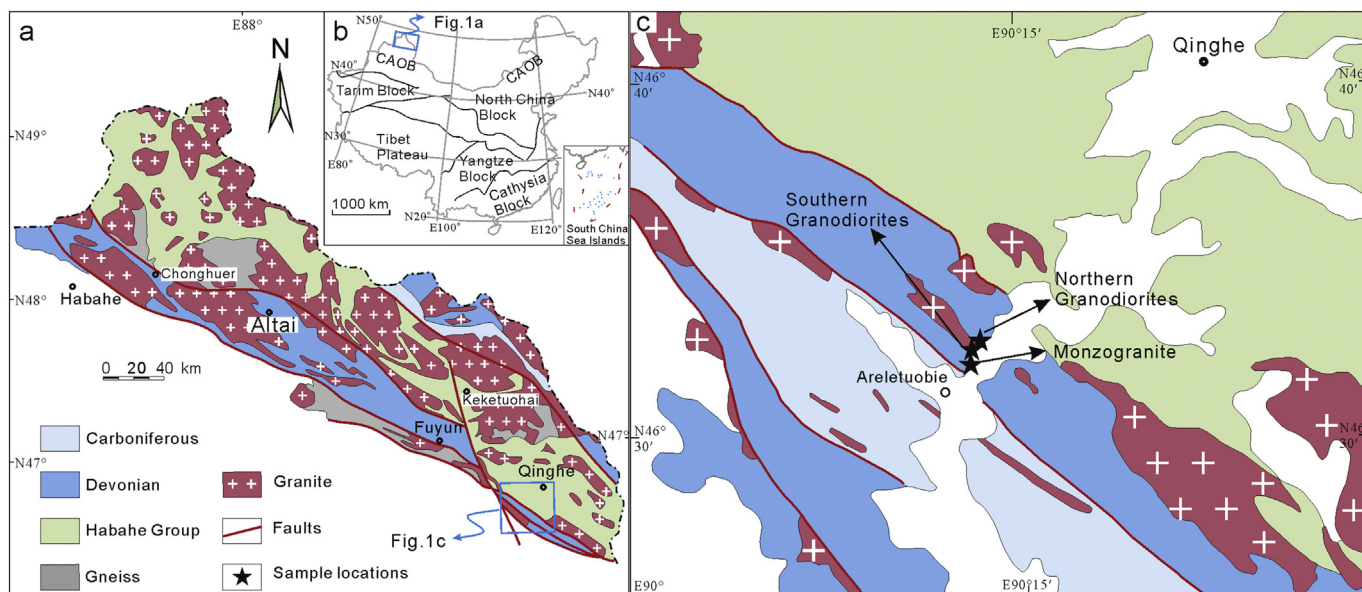 a
E88°
N
N49°
N48°
N47°
Chonghuer
Habahe
Altai
0 20 40 km
Keketuohai
Fuyun
N47°
Qinghe
Fig.1c
Carboniferous
Devonian
Habahe Group
Gneiss
Granite
Faults
Sample locations
b
Fig.1a
N50°
CAOB
CAOB
N40°
Tarim Block
North China
Block
N40°
N30°
E80°
Tibet
Plateau
Yangtze
Block
Cathysia
Block
1000 km
N20°
E100°
E120°
South China
Sea Islands
c
E90°15′
Qinghe
N46°
40′
N46°
40′
Southern
Granodiorites
Northern
Granodiorites
Monzogranite
Areletuobie
N46°
30′
30′
E90°
E90°15′